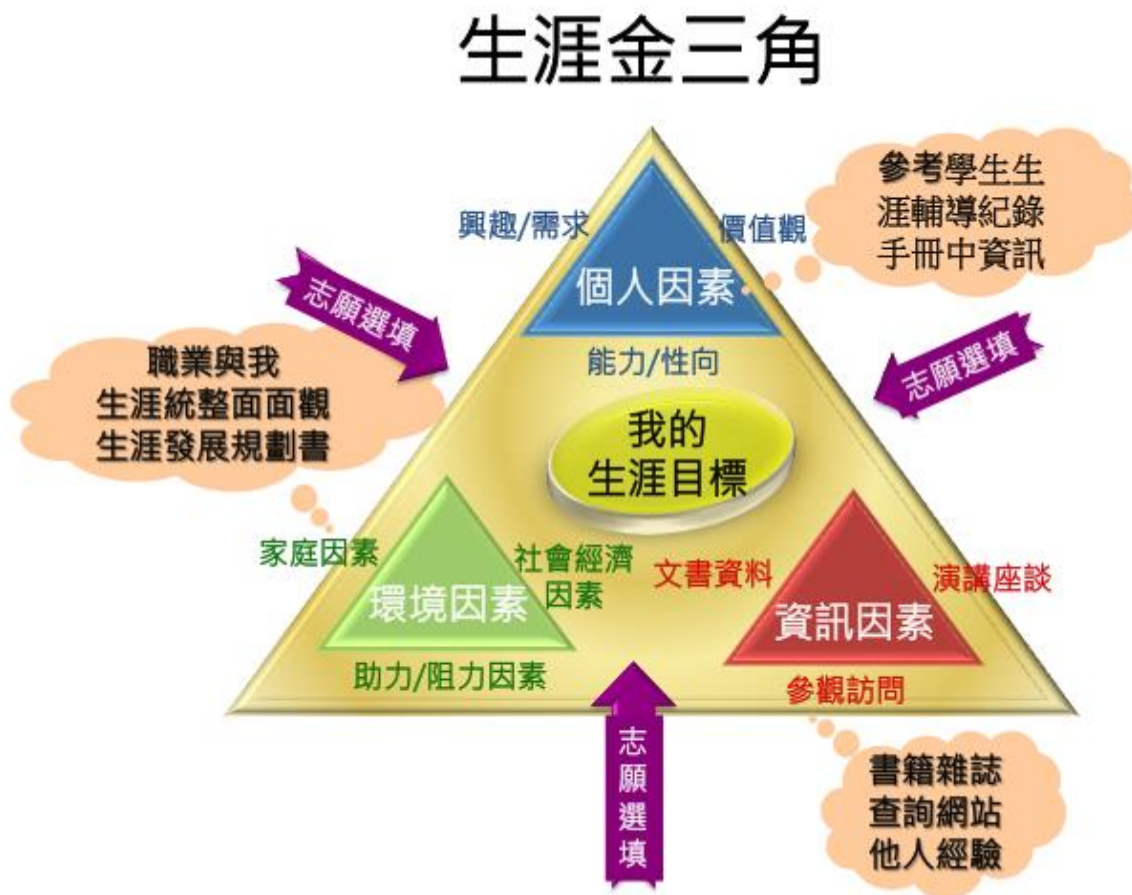 生涯金三角
參考學生生
涯輔導紀錄
手冊中資訊
興趣/需求
價值觀
個人因素
能力/性向
志願選填
志願選填
職業與我
生涯統整面面觀
生涯發展規劃書
我的
生涯目標
家庭因素
社會經濟
因素
環境因素
助力/阻力因素
文書資料
演講座談
資訊因素
參觀訪問
志願選填
書籍雜誌
查詢網站
他人經驗